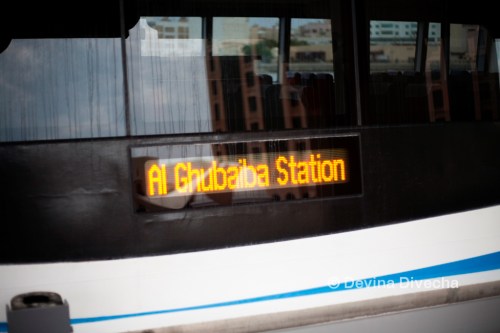 Al Ghubaiba Station
© Devina Divecha